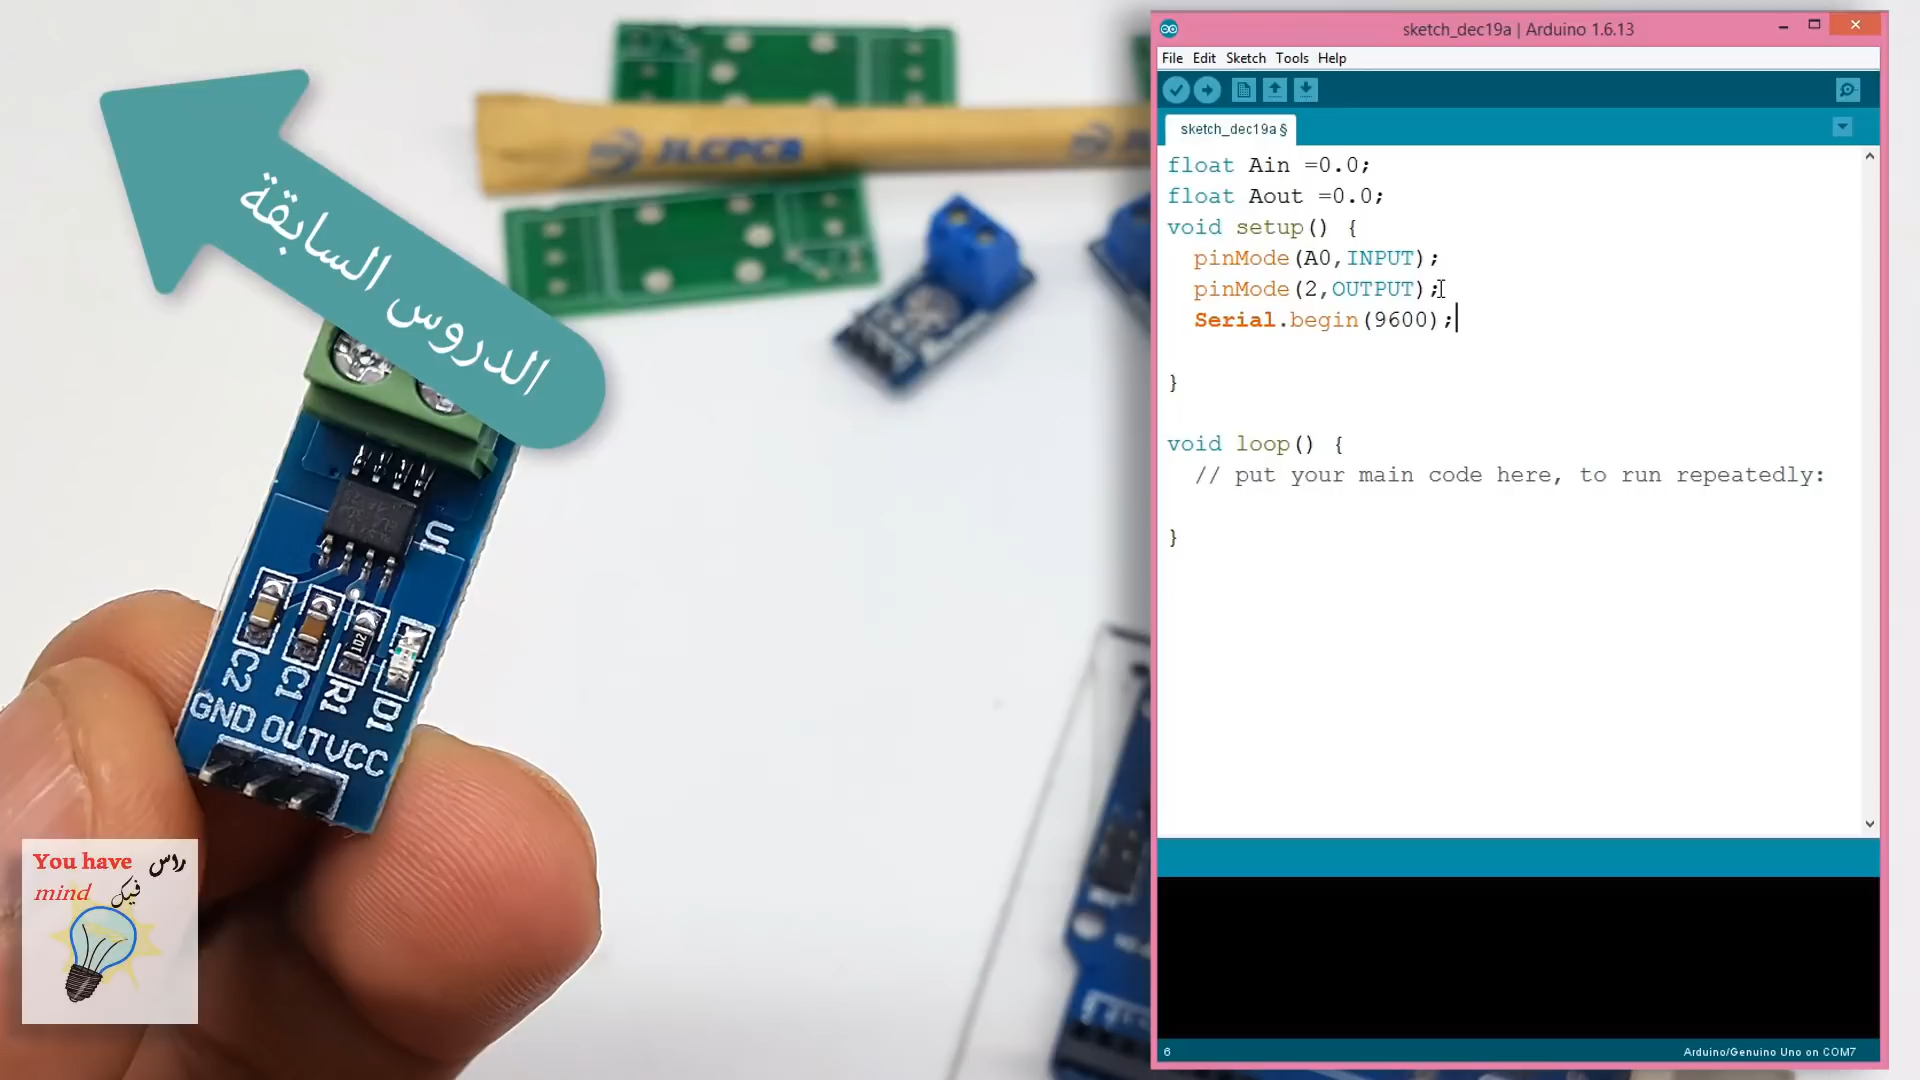 الدروس السابقة
JLCPCB
U1
C2
C1
R1
102
D1
GND OUT VCC
You have راس
mind فيك
sketch_dec19a | Arduino 1.6.13
File Edit Sketch Tools Help
sketch_dec19a §
float Ain =0.0;
float Aout =0.0;
void setup() {
pinMode(A0,INPUT);
pinMode(2,OUTPUT);
Serial.begin(9600);
}
void loop() {
// put your main code here, to run repeatedly:
}
6
Arduino/Genuino Uno on COM7